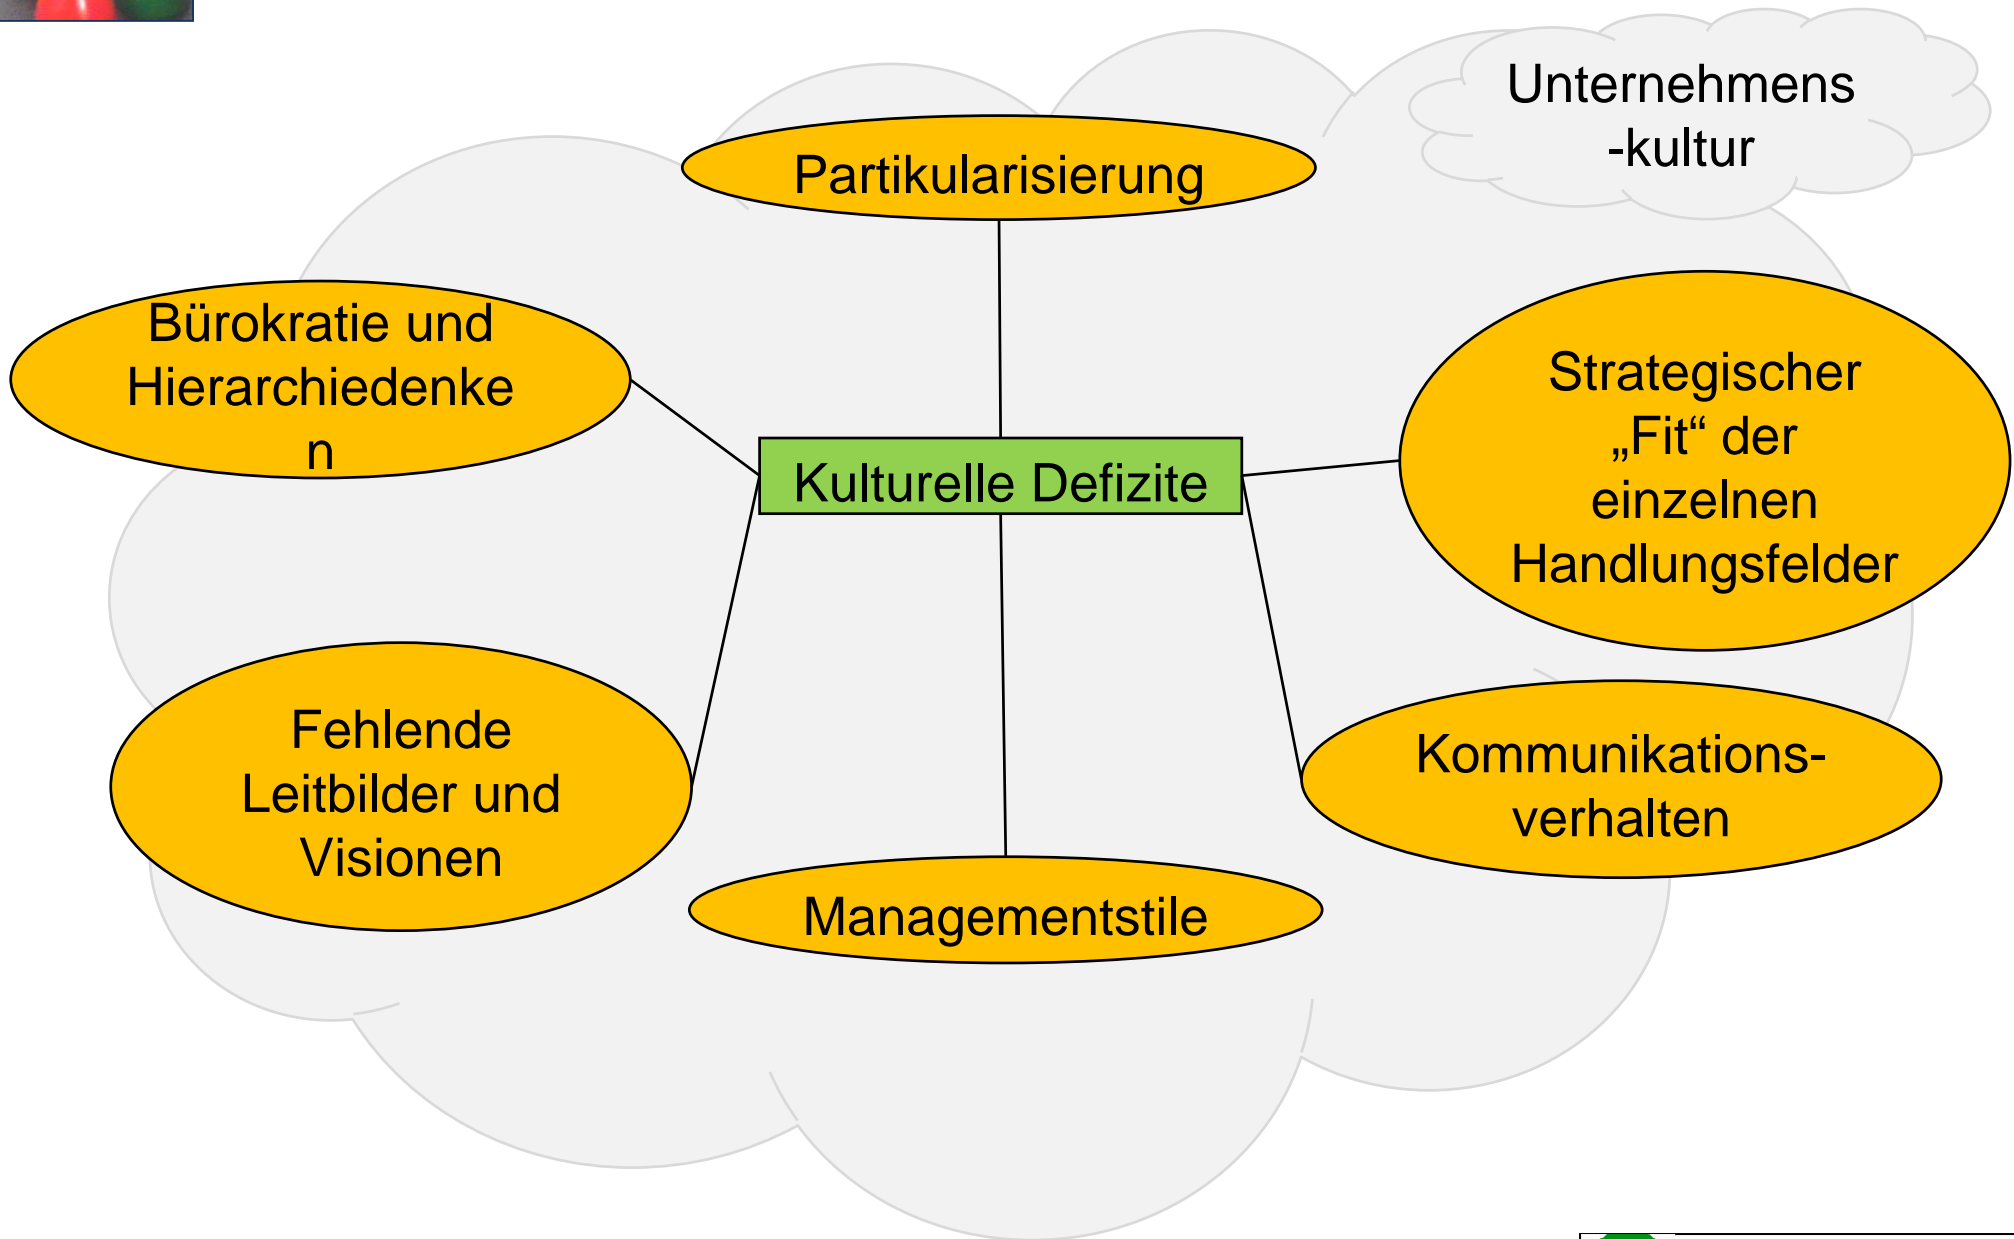 Unternehmens
-kultur
Partikularisierung
Bürokratie und
Hierarchiedenke
n
Strategischer
„Fit“ der
einzelnen
Handlungsfelder
Kulturelle Defizite
Fehlende
Leitbilder und
Visionen
Kommunikations-
verhalten
Managementstile